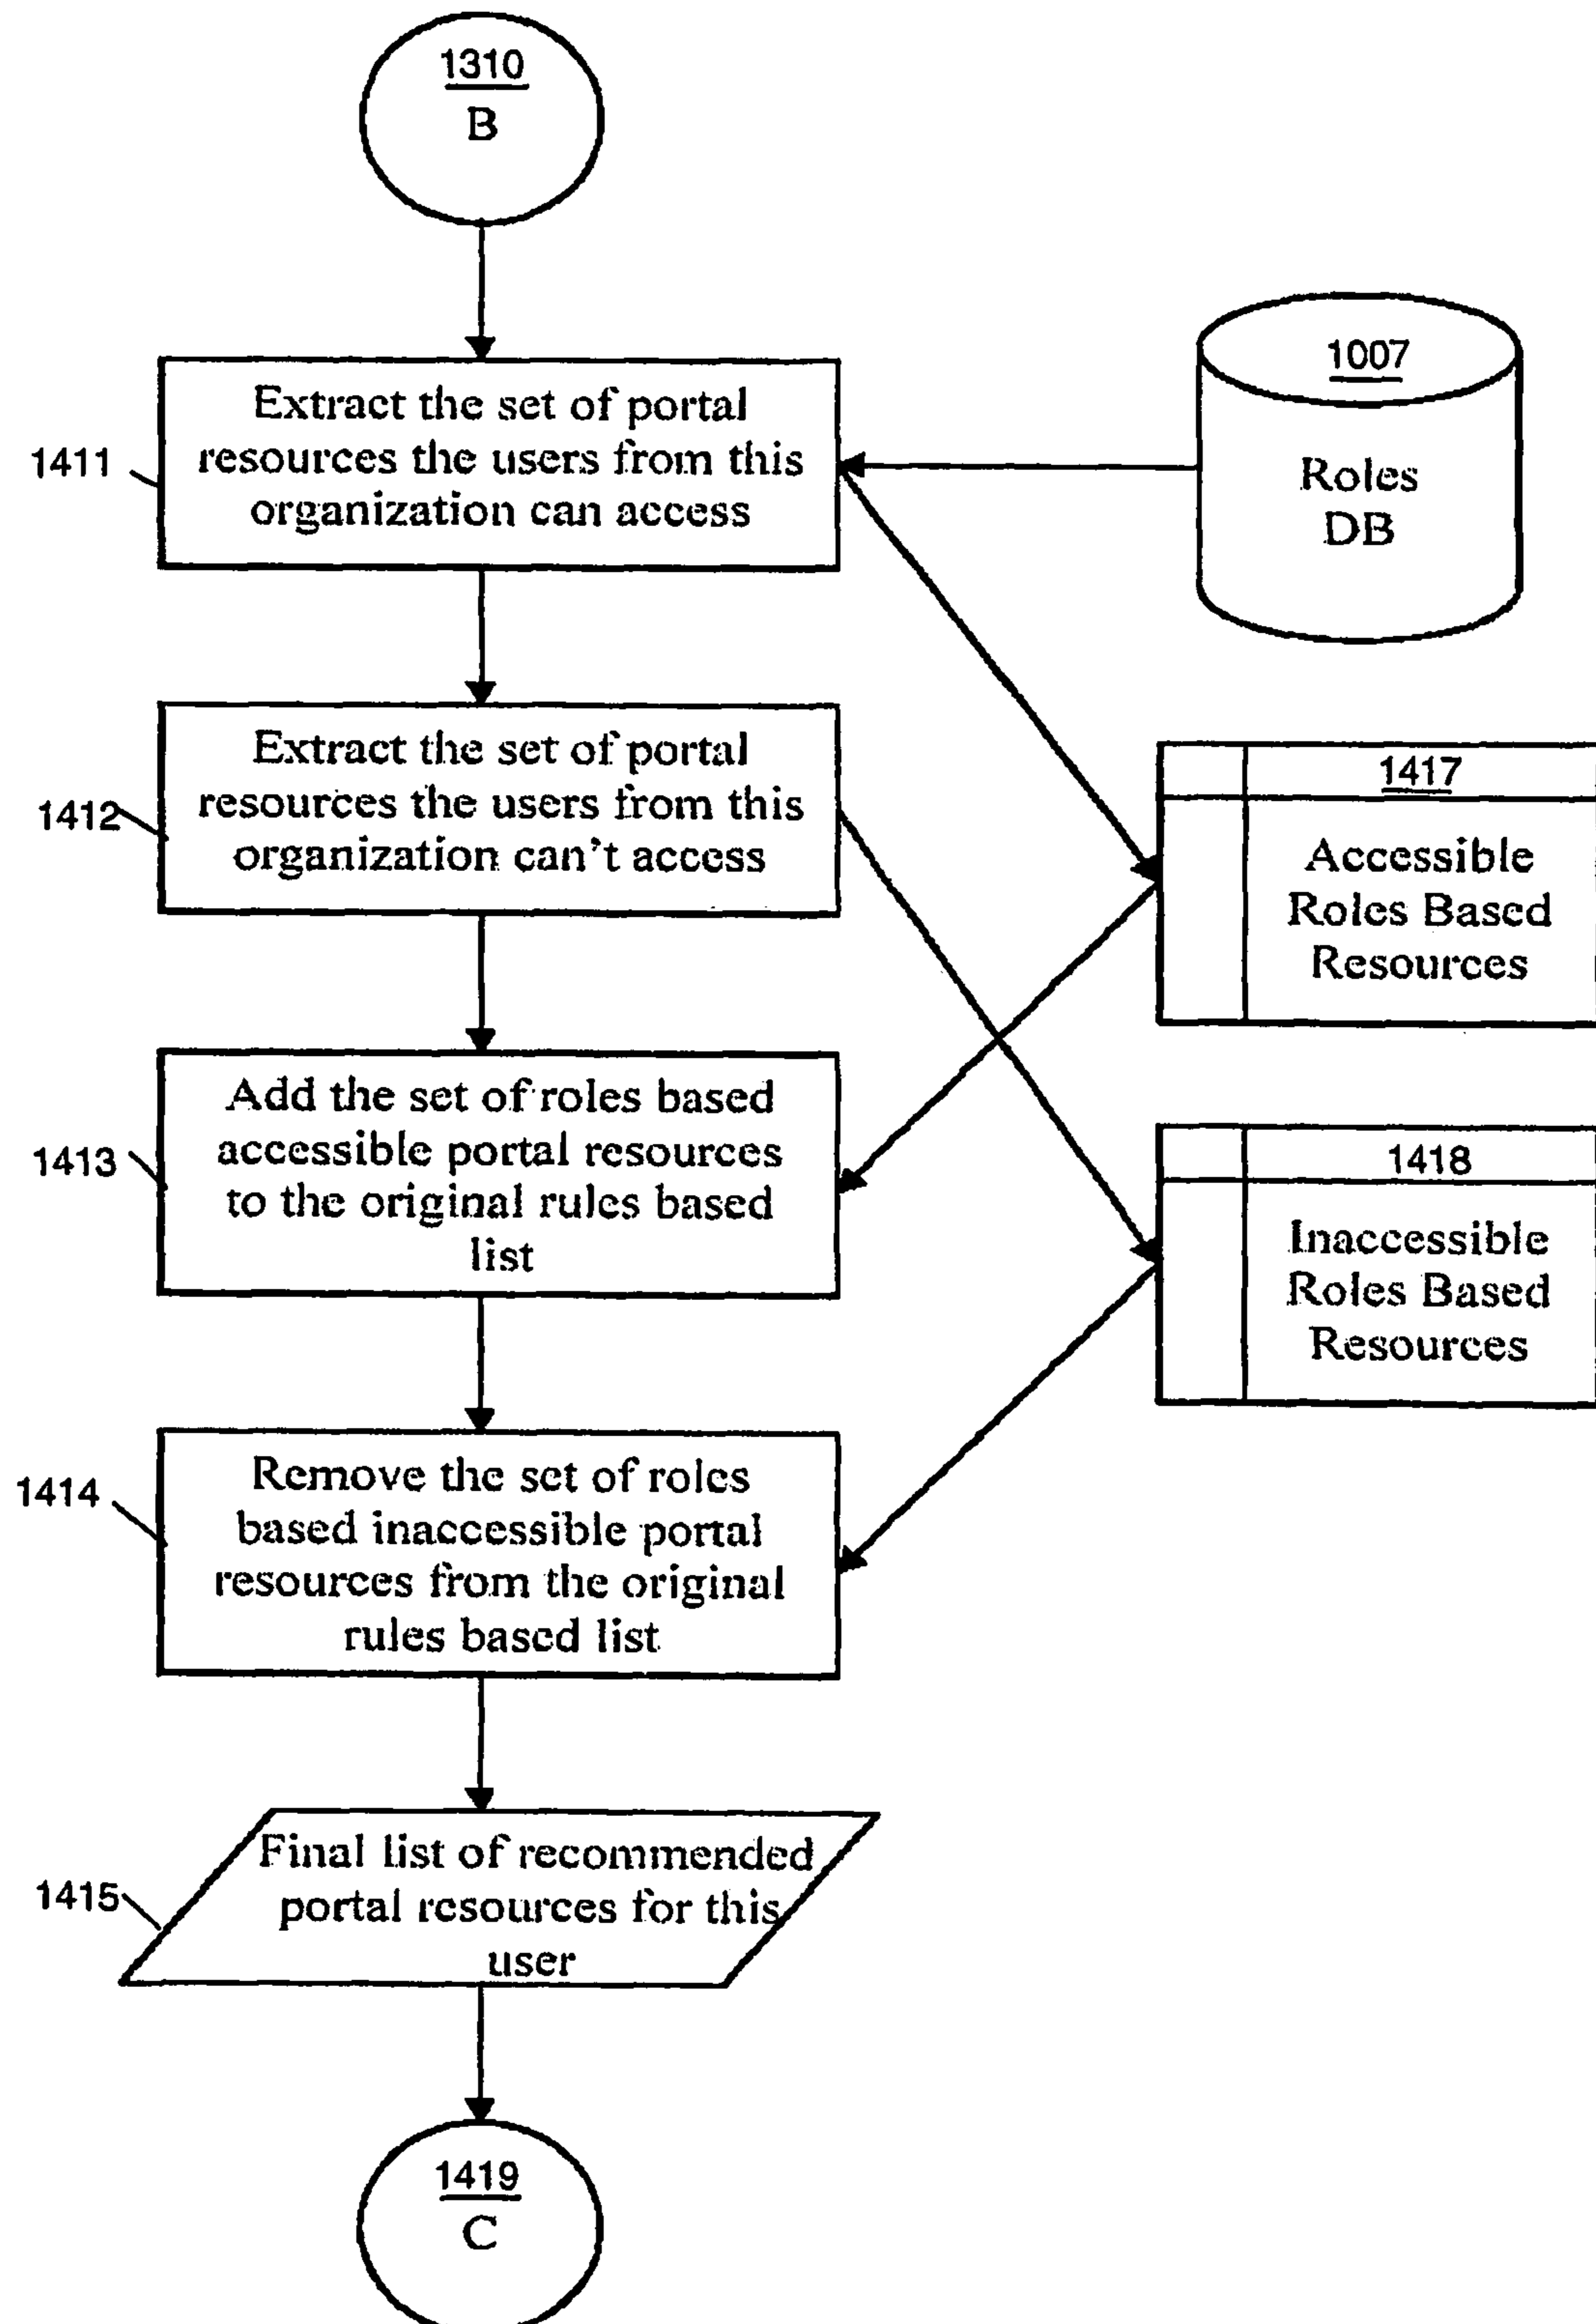 1310
B
1007
Roles
DB
1411
Extract the set of portal
resources the users from this
organization can access
1412
Extract the set of portal
resources the users from this
organization can't access
1417
Accessible
Roles Based
Resources
1413
Add the set of roles based
accessible portal resources
to the original rules based
list
1418
Inaccessible
Roles Based
Resources
1414
Remove the set of roles
based inaccessible portal
resources from the original
rules based list
1415
Final list of recommended
portal resources for this
user
1419
C